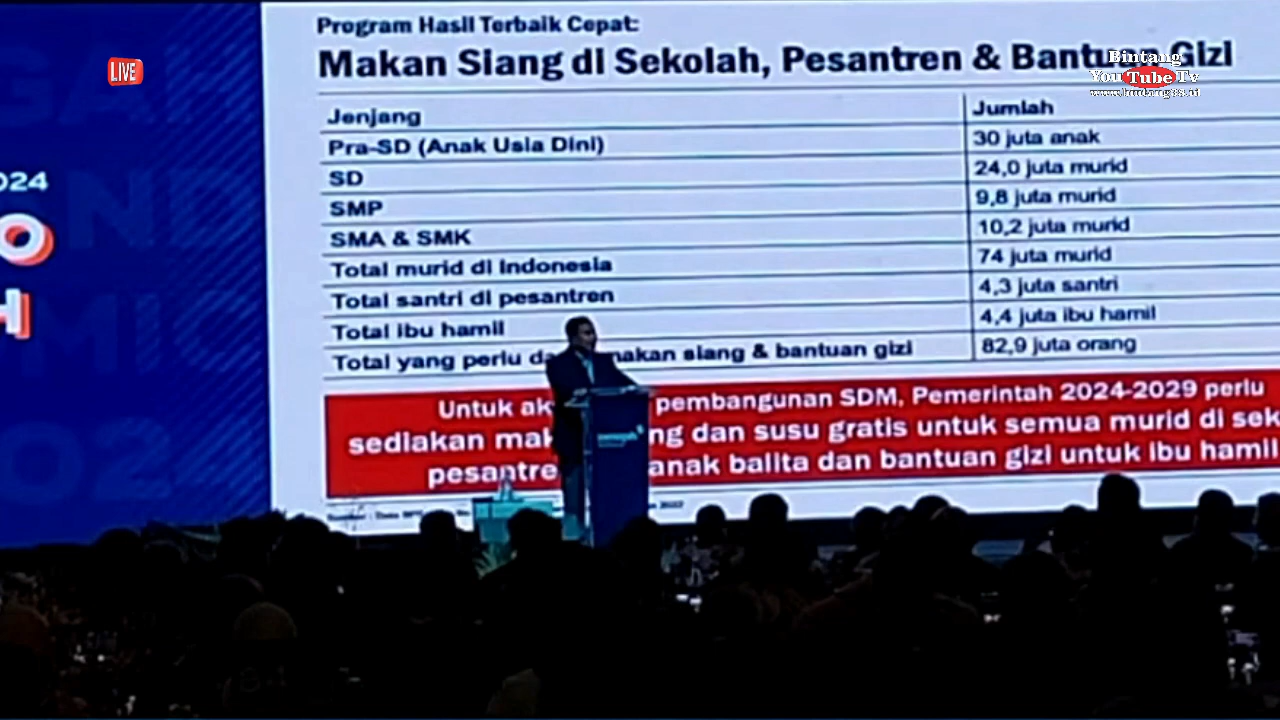 Program Hasil Terbaik Cepat:
Makan Siang di Sekolah, Pesantren & Bantuan Gizi
LIVE
Bintang
YouTube Tv
Jenjang Jumlah
Pra-SD (Anak Usia Dini) 30 juta anak
SD 24,0 juta murid
SMP 9,8 juta murid
SMA & SMK 10,2 juta murid
Total murid di Indonesia 74 juta murid
Total santri di pesantren 4,3 juta santri
Total ibu hamil 4,4 juta ibu hamil
Total yang perlu makan siang & bantuan gizi 82,9 juta orang
Untuk pembangunan SDM, Pemerintah 2024-2029 perlu
sediakan dan susu gratis untuk semua murid di
anak balita dan bantuan gizi untuk ibu hamil
024
O
H